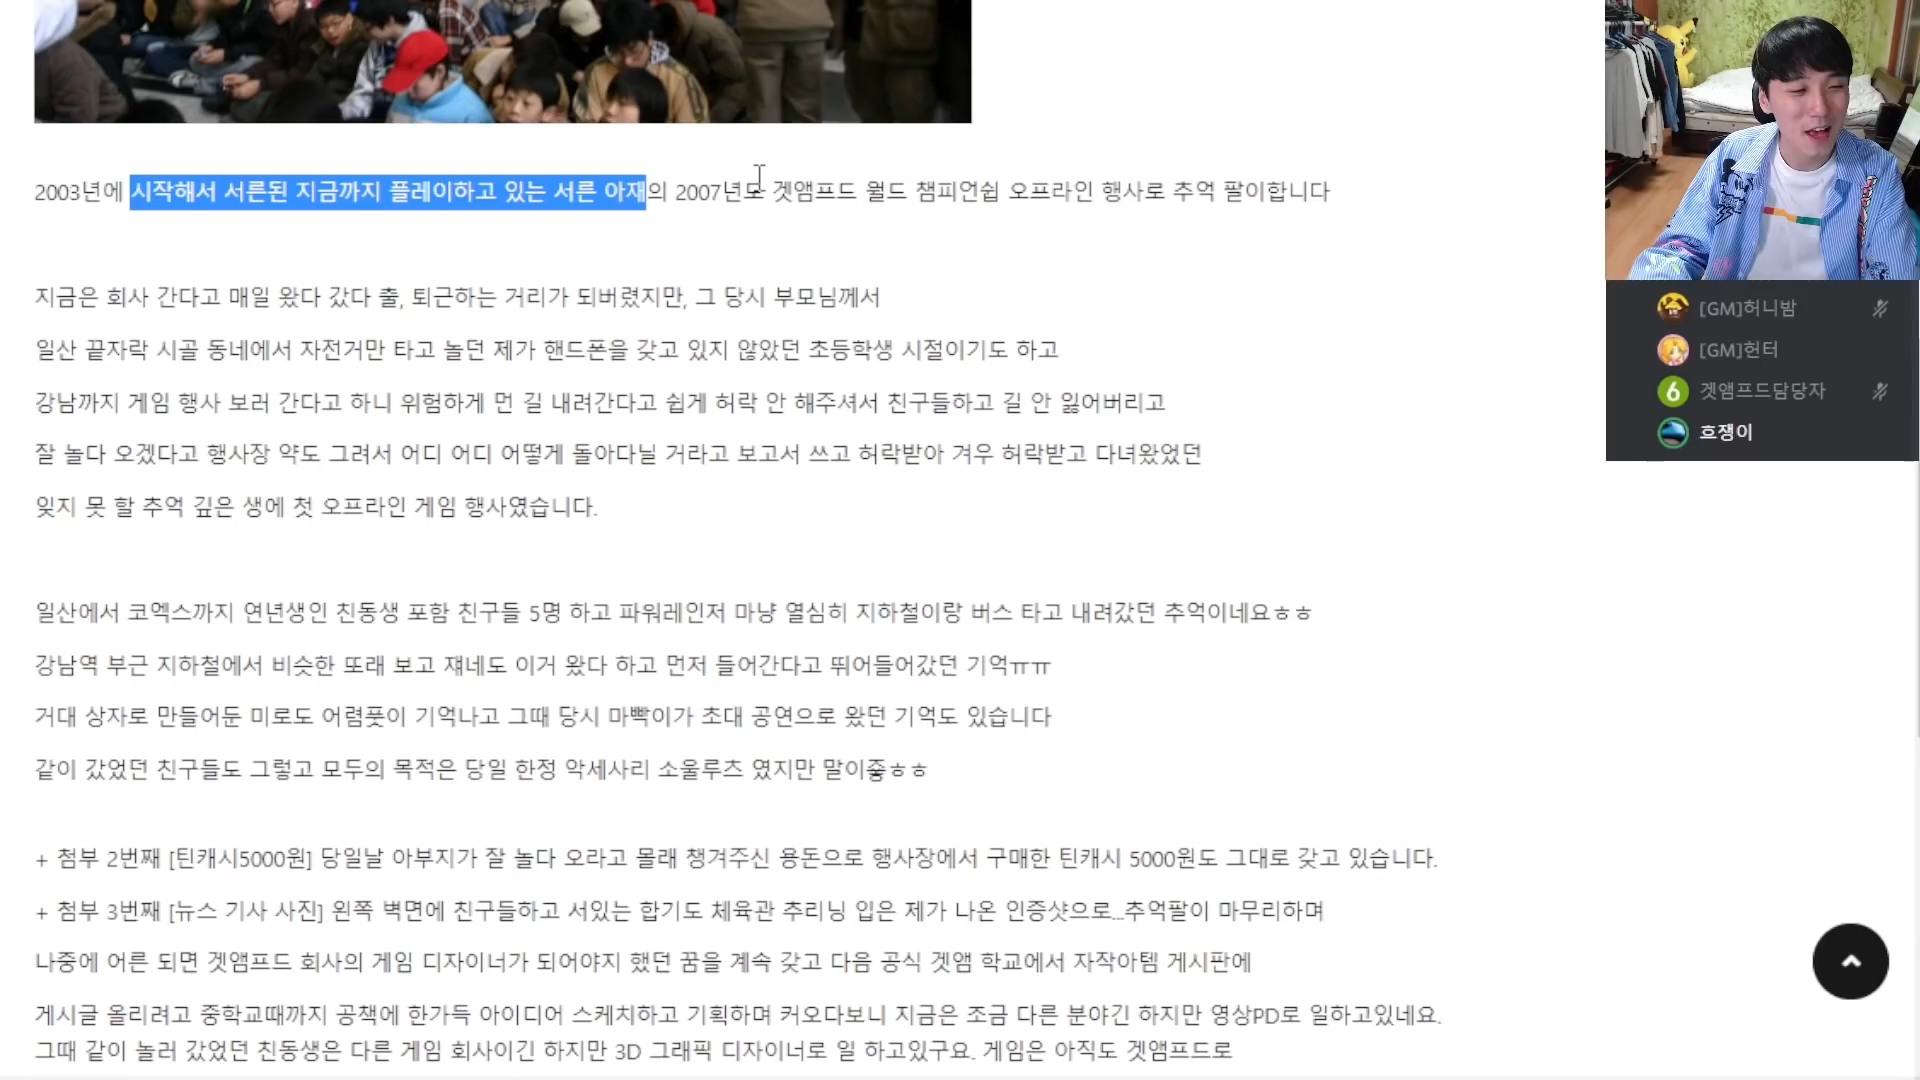 2003년에 시작해서 서른된 지금까지 플레이하고 있는 서른 아재의 2007년도 겟앰프드 월드 챔피언쉽 오프라인 행사로 추억 팔이합니다
지금은 회사 간다고 매일 왔다 갔다 출, 퇴근하는 거리가 되버렸지만, 그 당시 부모님께서
일산 끝자락 시골 동네에서 자전거만 타고 놀던 제가 핸드폰을 갖고 있지 않았던 초등학생 시절이기도 하고
강남까지 게임 행사 보러 간다고 하니 위험하게 먼 길 내려간다고 쉽게 허락 안 해주셔서 친구들하고 길 안 잃어버리고
잘 놀다 오겠다고 행사장 약도 그려서 어디 어디 어떻게 돌아다닐 거라고 보고서 쓰고 허락받아 겨우 허락받고 다녀왔었던
잊지 못 할 추억 깊은 생에 첫 오프라인 게임 행사였습니다.
일산에서 코엑스까지 연년생인 친동생 포함 친구들 5명 하고 파워레인저 마냥 열심히 지하철이랑 버스 타고 내려갔던 추억이네요ㅎㅎ
강남역 부근 지하철에서 비슷한 또래 보고 쟤네도 이거 왔다 하고 먼저 들어간다고 뛰어들어갔던 기억ㅠㅠ
거대 상자로 만들어둔 미로도 어렴풋이 기억나고 그때 당시 마빡이가 초대 공연으로 왔던 기억도 있습니다
같이 갔었던 친구들도 그렇고 모두의 목적은 당일 한정 악세사리 소울루츠 였지만 말이죻ㅎㅎ
+ 첨부 2번째 [틴캐시5000원] 당일날 아부지가 잘 놀다 오라고 몰래 챙겨주신 용돈으로 행사장에서 구매한 틴캐시 5000원도 그대로 갖고 있습니다.
+ 첨부 3번째 [뉴스 기사 사진] 왼쪽 벽면에 친구들하고 서있는 합기도 체육관 추리닝 입은 제가 나온 인증샷으로...추억팔이 마무리하며
나중에 어른 되면 겟앰프드 회사의 게임 디자이너가 되어야지 했던 꿈을 계속 갖고 다음 공식 겟앰 학교에서 자작아템 게시판에
게시글 올리려고 중학교때까지 공책에 한가득 아이디어 스케치하고 기획하며 커오다보니 지금은 조금 다른 분야긴 하지만 영상PD로 일하고있네요.
그때 같이 놀러 갔었던 친동생은 다른 게임 회사이긴 하지만 3D 그래픽 디자이너로 일 하고있구요. 게임은 아직도 겟앰프드로
[GM]허니밤
[GM]헌터
6 겟앰프드담당자
흐쟁이